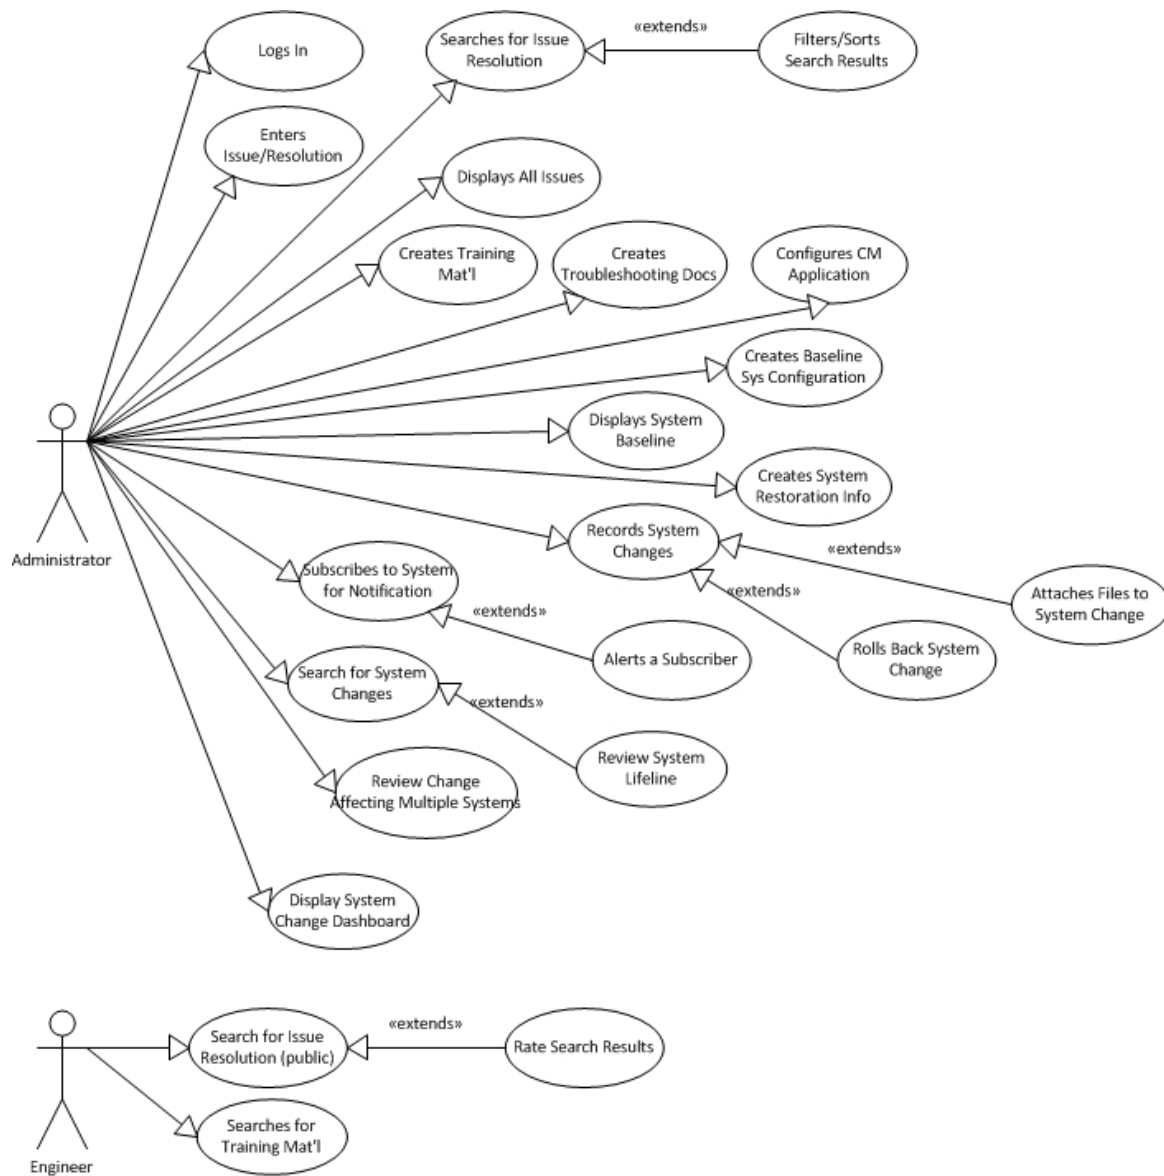 Logs In
Searches for Issue
Resolution
«extends»
Filters/Sorts
Search Results
Enters
Issue/Resolution
Displays All Issues
Creates Training
Mat'l
Creates
Troubleshooting Docs
Configures CM
Application
Creates Baseline
Sys Configuration
Displays System
Baseline
Creates System
Restoration Info
Administrator
Records System
Changes
«extends»
Subscribes to System
for Notification
«extends»
«extends»
Attaches Files to
System Change
Alerts a Subscriber
Rolls Back System
Change
Search for System
Changes
«extends»
Review System
Lifeline
Review Change
Affecting Multiple Systems
Display System
Change Dashboard
Search for Issue
Resolution (public)
«extends»
Rate Search Results
Searches for
Training Mat'l
Engineer